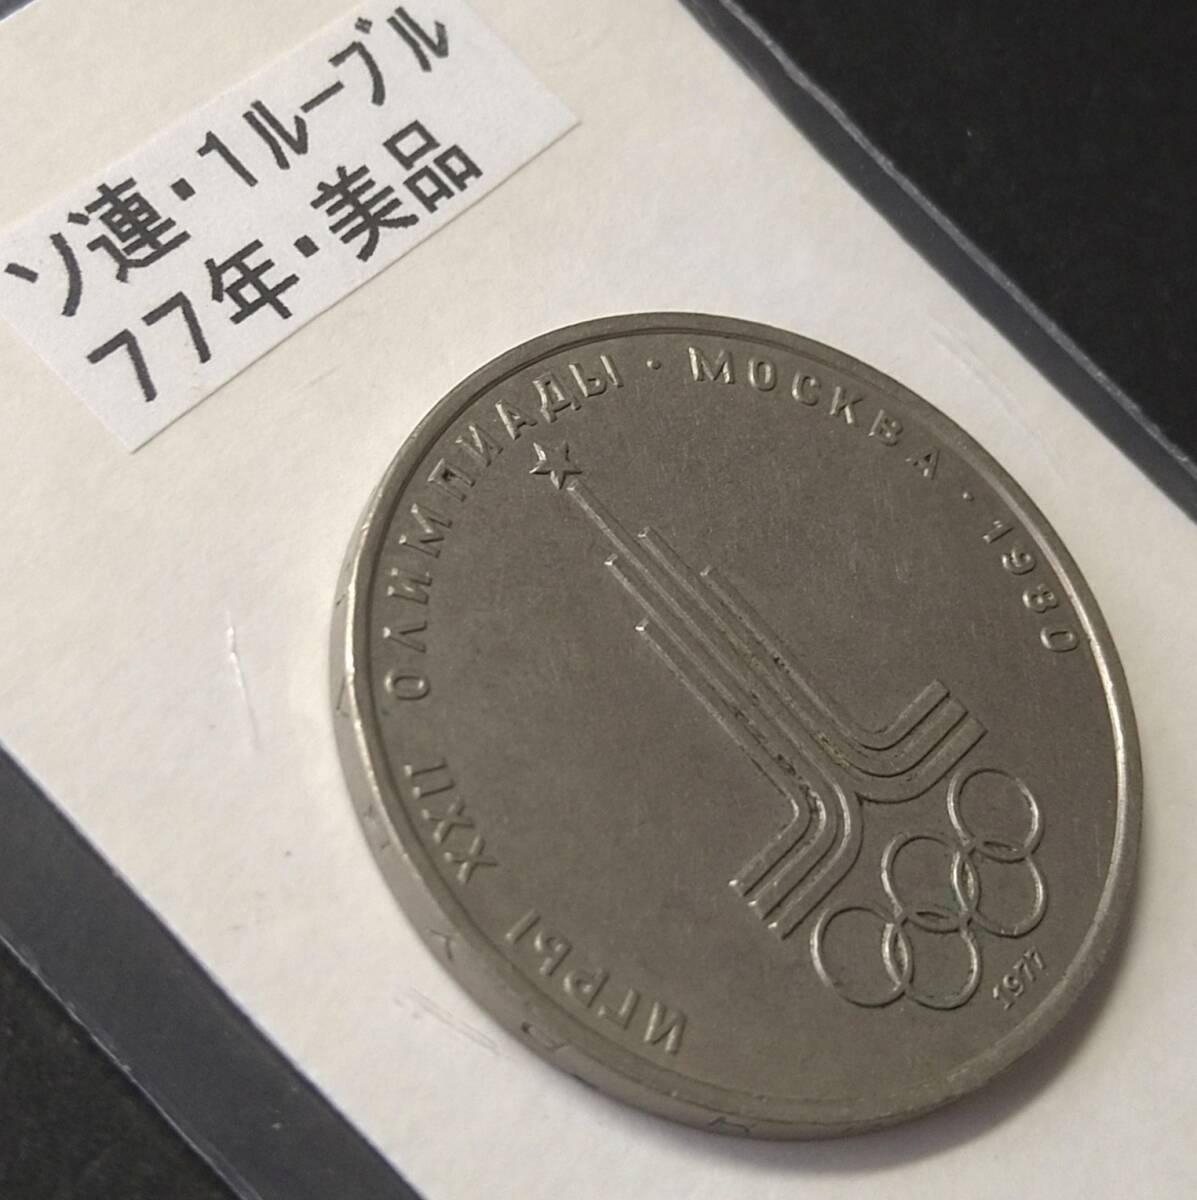 ソ連・1ルーブル
77年・美品
ИГРЫ XXII ОЛИМПИАДЫ · МОСКВА · 1980
1977